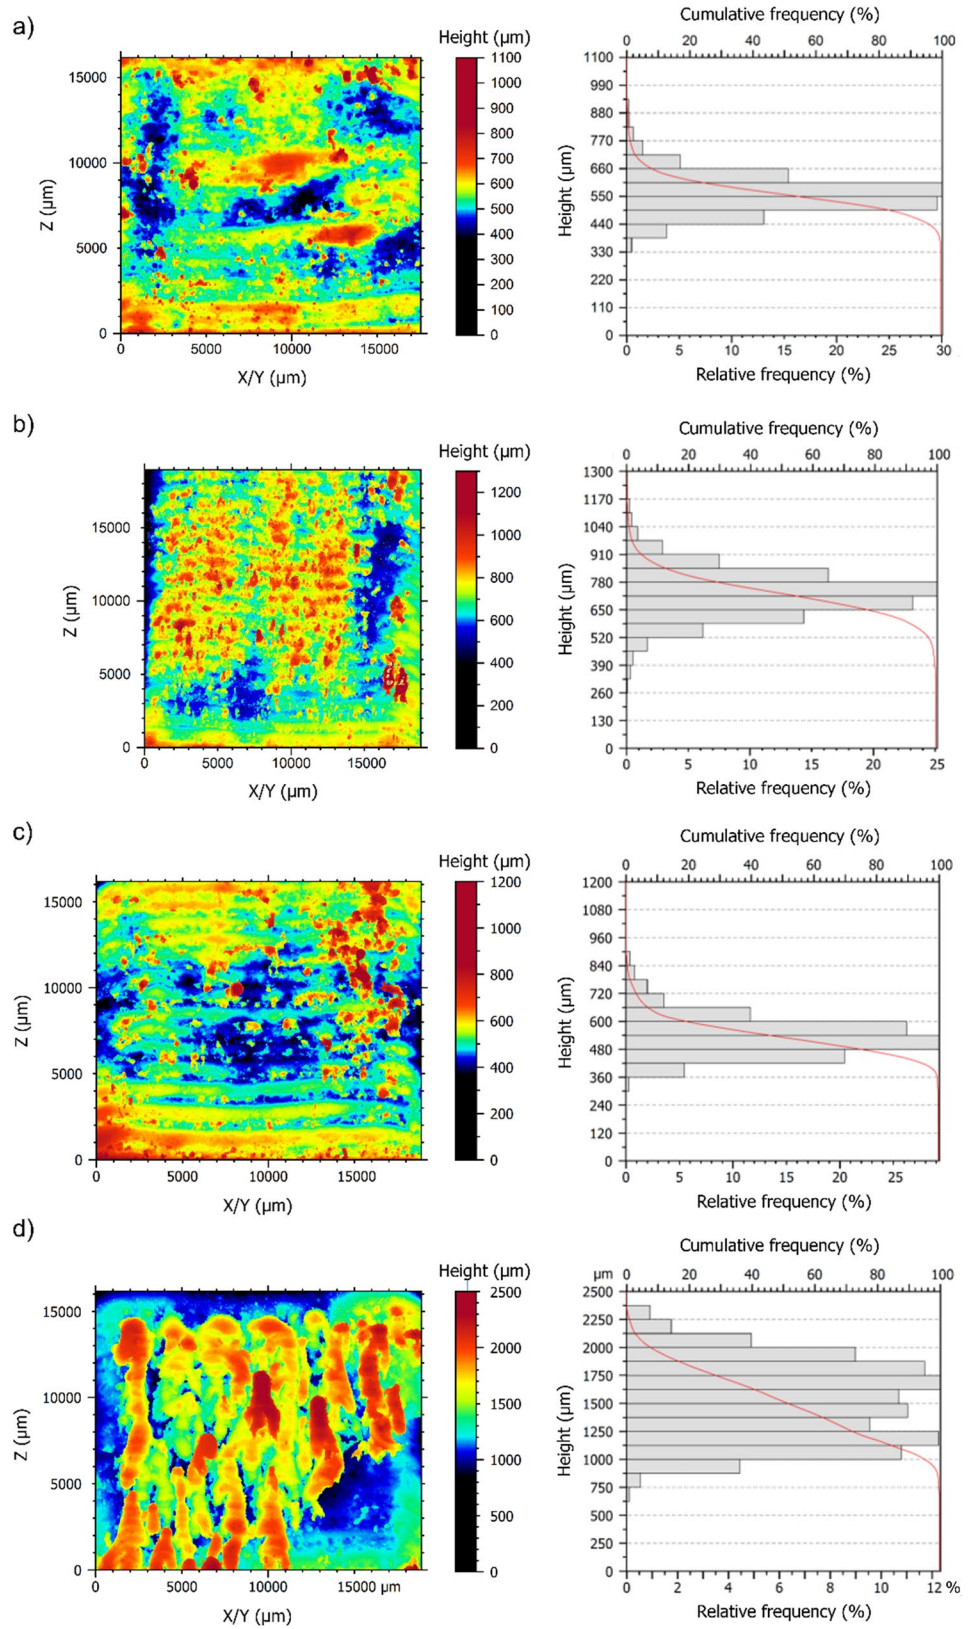 a)
Height (µm)
1100
1000
900
800
700
600
500
400
300
200
100
0
Z (µm)
15000
10000
5000
0
0 5000 10000 15000
X/Y (µm)
Cumulative frequency (%)
0 20 40 60 80 100
Height (µm)
1100
990
880
770
660
550
440
330
220
110
0
0 5 10 15 20 25 30
Relative frequency (%)
b)
Height (µm)
1200
1000
800
600
400
200
0
Z (µm)
15000
10000
5000
0
0 5000 10000 15000
X/Y (µm)
Cumulative frequency (%)
0 20 40 60 80 100
Height (µm)
1300
1170
1040
910
780
650
520
390
260
130
0
0 5 10 15 20 25
Relative frequency (%)
c)
Height (µm)
1200
1000
800
600
400
200
0
Z (µm)
15000
10000
5000
0
0 5000 10000 15000
X/Y (µm)
Cumulative frequency (%)
0 20 40 60 80 100
Height (µm)
1200
1080
960
840
720
600
480
360
240
120
0
0 5 10 15 20 25
Relative frequency (%)
d)
Height (µm)
2500
2000
1500
1000
500
0
Z (µm)
15000
10000
5000
0
0 5000 10000 15000 µm
X/Y (µm)
Cumulative frequency (%)
µm 0 20 40 60 80 100
Height (µm)
2500
2250
2000
1750
1500
1250
1000
750
500
250
0
0 2 4 6 8 10 12 %
Relative frequency (%)